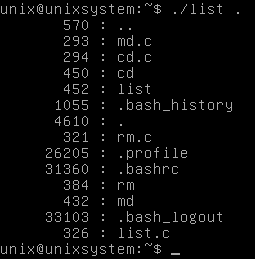 unix@unixsystem:~$ ./list .
570 : ..
293 : md.c
294 : cd.c
450 : cd
452 : list
1055 : .bash_history
4610 : .
321 : rm.c
26205 : .profile
31360 : .bashrc
384 : rm
432 : md
33103 : .bash_logout
326 : list.c
unix@unixsystem:~$ _